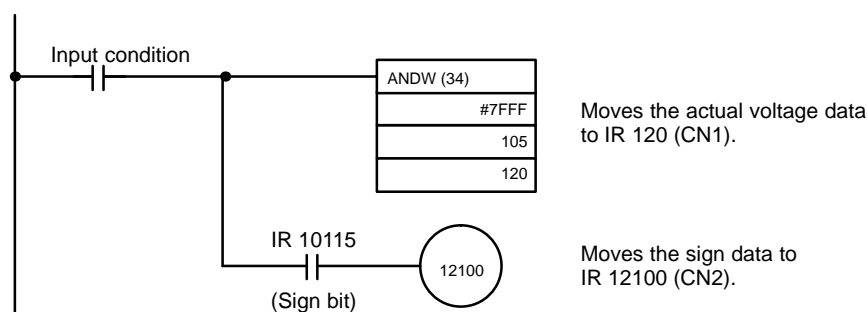 Input condition
ANDW (34)
#7FFF
105
120
Moves the actual voltage data
to IR 120 (CN1).
IR 10115
(Sign bit)
12100
Moves the sign data to
IR 12100 (CN2).